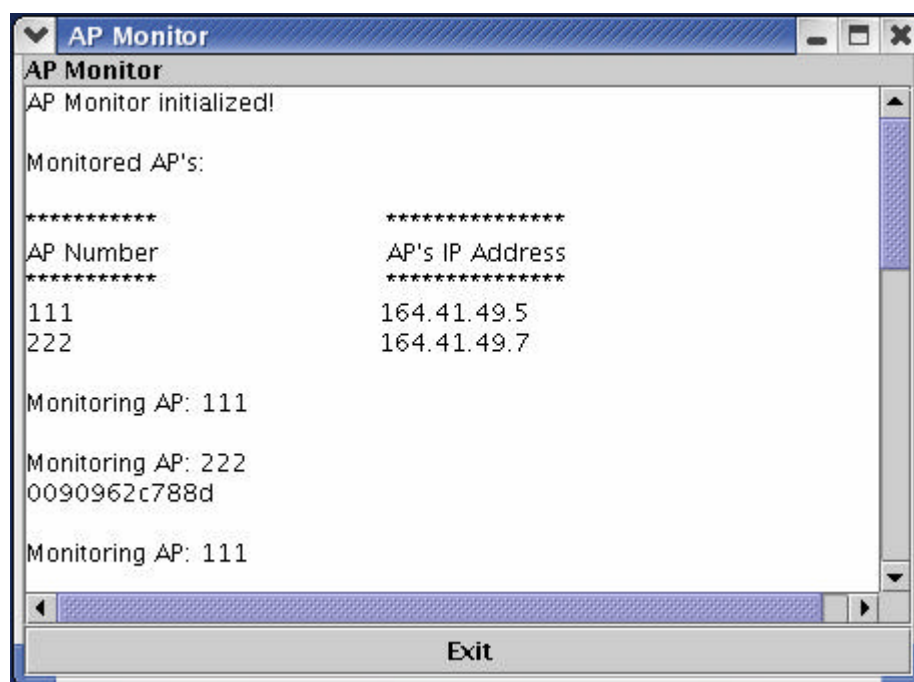 AP Monitor
AP Monitor
AP Monitor initialized!
Monitored AP's:
*********** ***************
AP Number AP's IP Address
*********** ***************
111 164.41.49.5
222 164.41.49.7
Monitoring AP: 111
Monitoring AP: 222
0090962c788d
Monitoring AP: 111
Exit